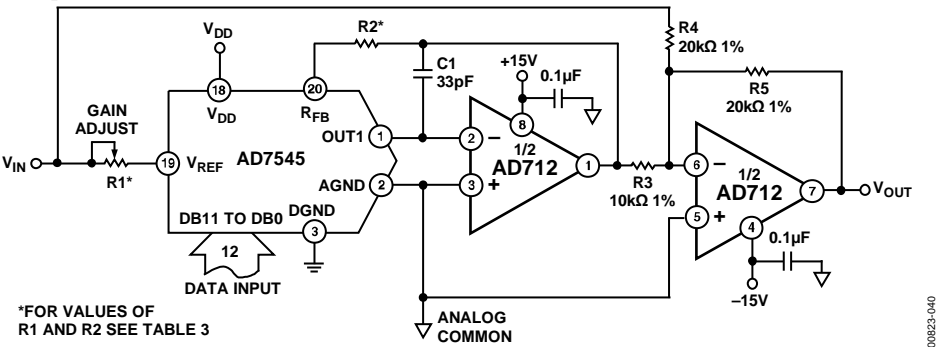 R2*
R4
20kΩ 1%
VDD
C1
33pF
+15V
0.1µF
R5
20kΩ 1%
18
20
VDD
RFB
GAIN
ADJUST
OUT1
1
2
−
8
1/2
AD712
1
VIN
R1*
19
VREF
AD7545
AGND
2
3
+
R3
10kΩ 1%
6
−
1/2
AD712
7
VOUT
5
+
DB11 TO DB0
DGND
3
4
0.1µF
12
DATA INPUT
–15V
*FOR VALUES OF
R1 AND R2 SEE TABLE 3
ANALOG
COMMON
00823-040